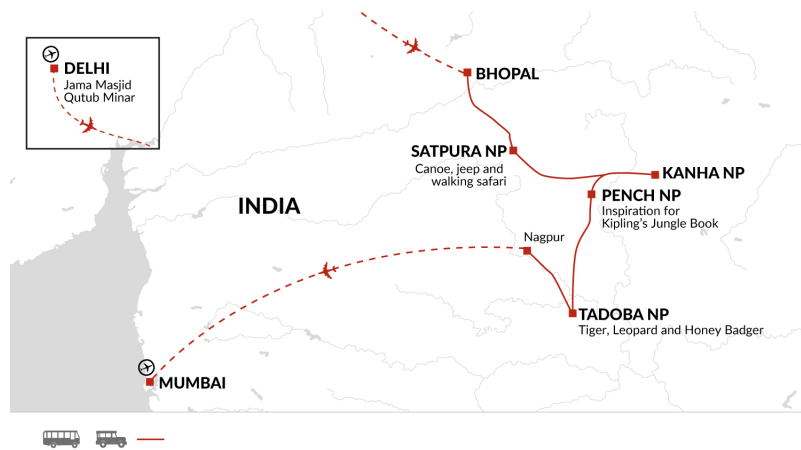 DELHI
Jama Masjid
Qutub Minar
BHOPAL
SATPURA NP
Canoe, jeep and
walking safari
KANHA NP
PENCH NP
Inspiration for
Kipling's Jungle Book
INDIA
Nagpur
TADOBA NP
Tiger, Leopard and Honey Badger
MUMBAI